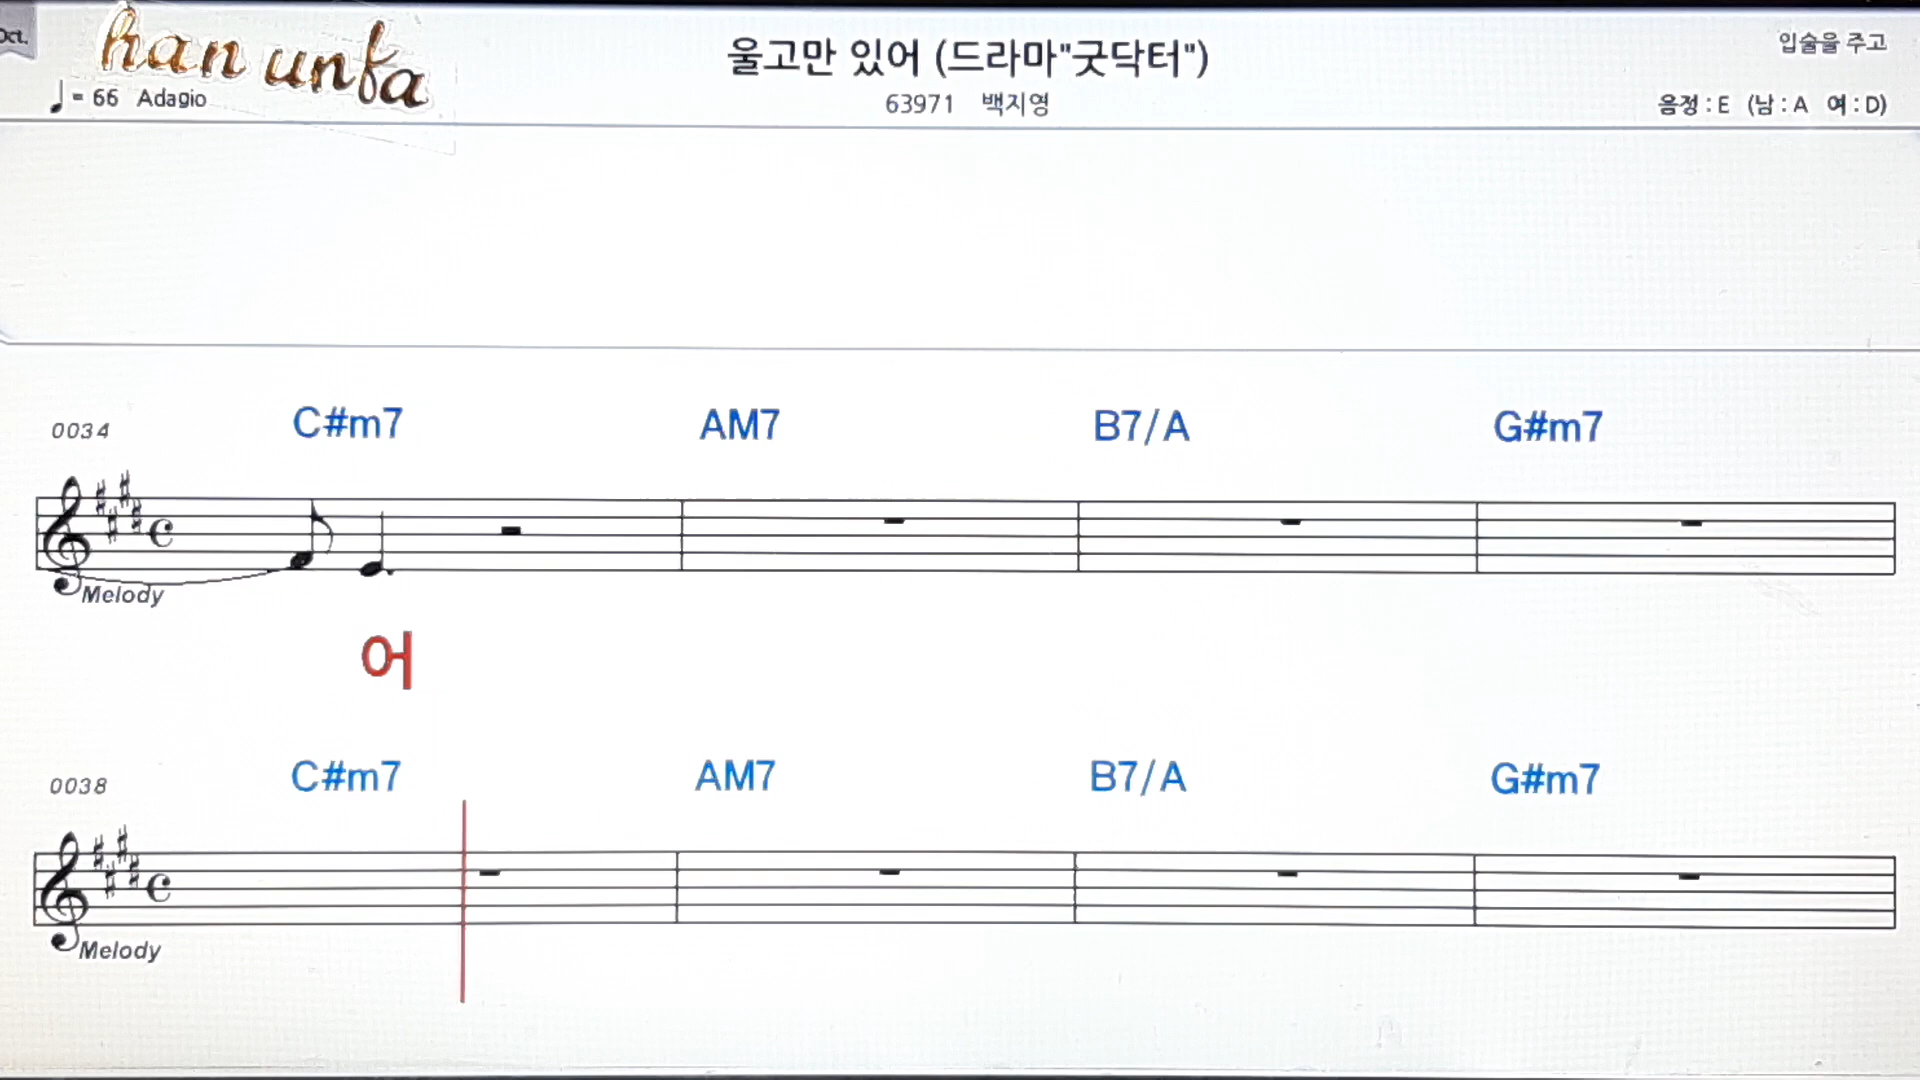 Oct.
han unfa
울고만 있어 (드라마"굿닥터")
입술을 주고
♩= 66 Adagio
63971 백지영
음정 : E (남 : A 여 : D)
0034 C#m7 AM7 B7/A G#m7
Melody
어
0038 C#m7 AM7 B7/A G#m7
Melody